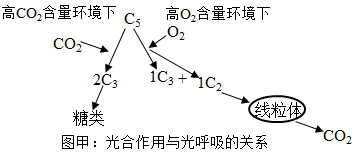 高CO₂含量环境下
高O₂含量环境下
C₅
CO₂
O₂
2C₃
1C₃ + 1C₂
糖类
线粒体
CO₂
图甲：光合作用与光呼吸的关系